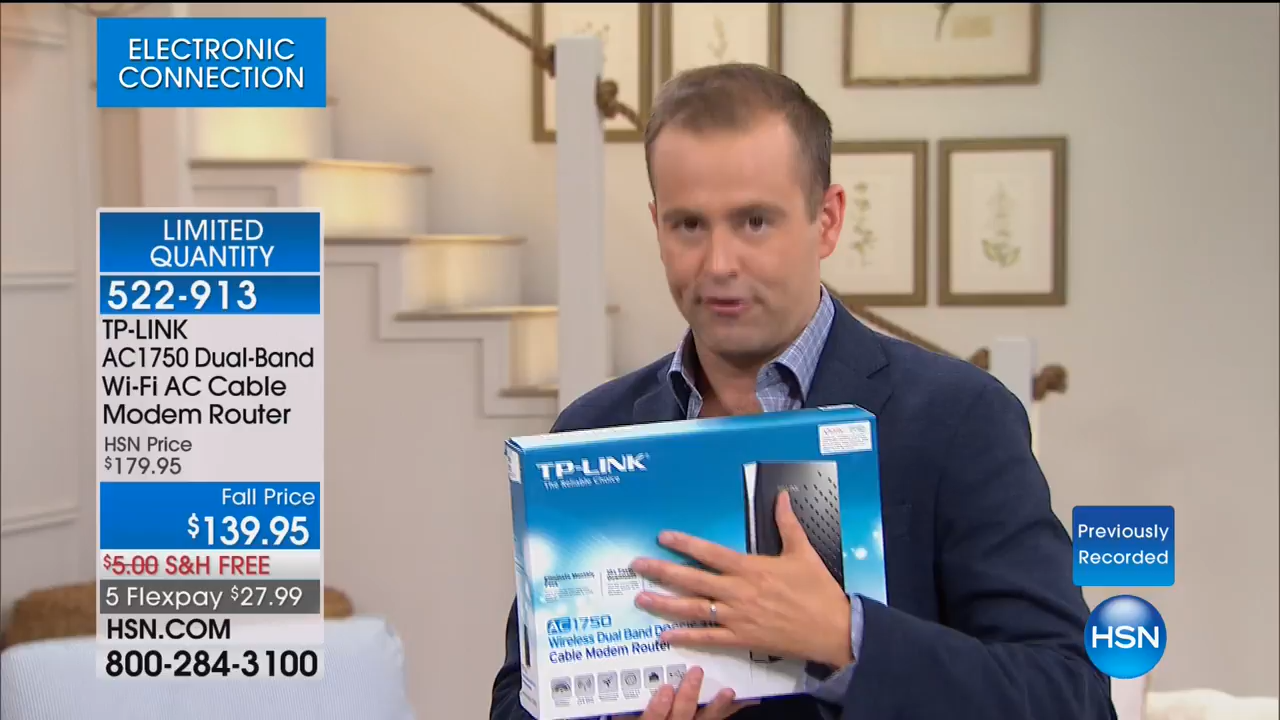 ELECTRONIC
CONNECTION
LIMITED
QUANTITY
522-913
TP-LINK
AC1750 Dual-Band
Wi-Fi AC Cable
Modem Router
HSN Price
$179.95
Fall Price
$139.95
$5.00 S&H FREE
5 Flexpay $27.99
HSN.COM
800-284-3100
TP-LINK
The Reliable Choice
AC1750
Wireless Dual Band
Cable Modem Router
Previously
Recorded
HSN